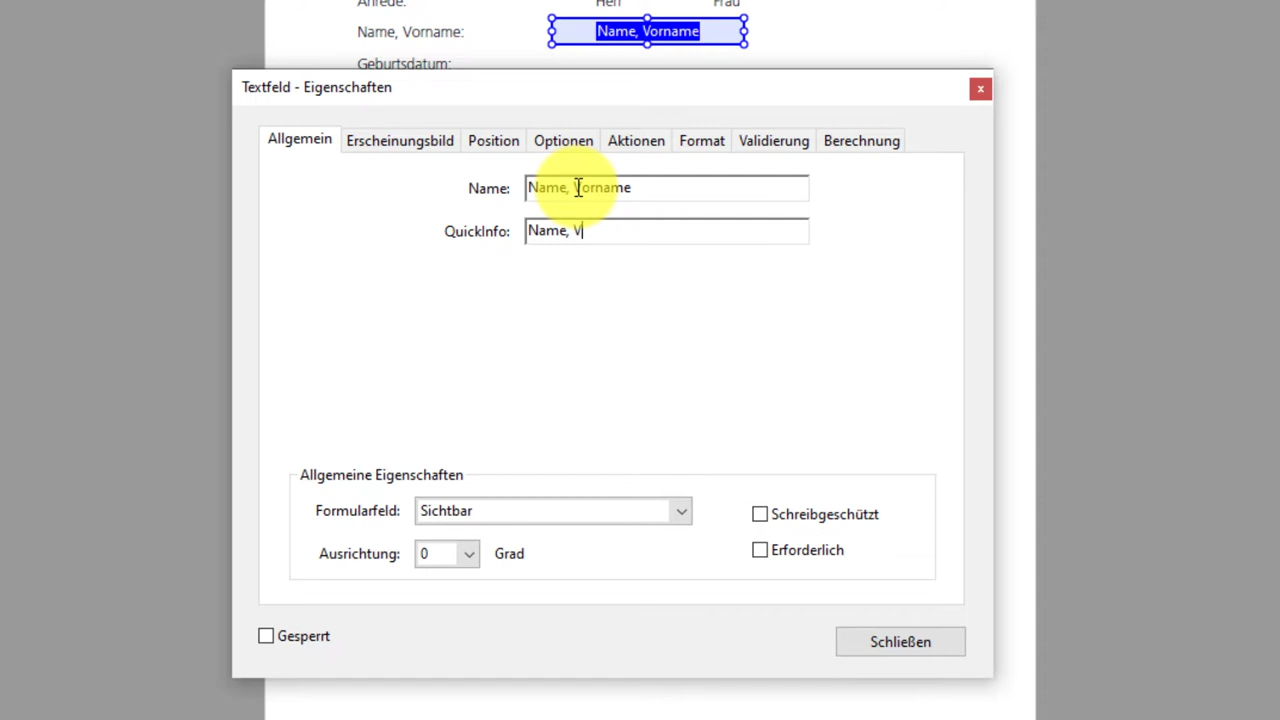 Anrede: Herr Frau
Name, Vorname: Name, Vorname
Geburtsdatum:
Textfeld - Eigenschaften
x
Allgemein Erscheinungsbild Position Optionen Aktionen Format Validierung Berechnung
Name: Name, Vorname
QuickInfo: Name, V
Allgemeine Eigenschaften
Formularfeld: Sichtbar Schreibgeschützt
Ausrichtung: 0 Grad Erforderlich
Gesperrt Schließen